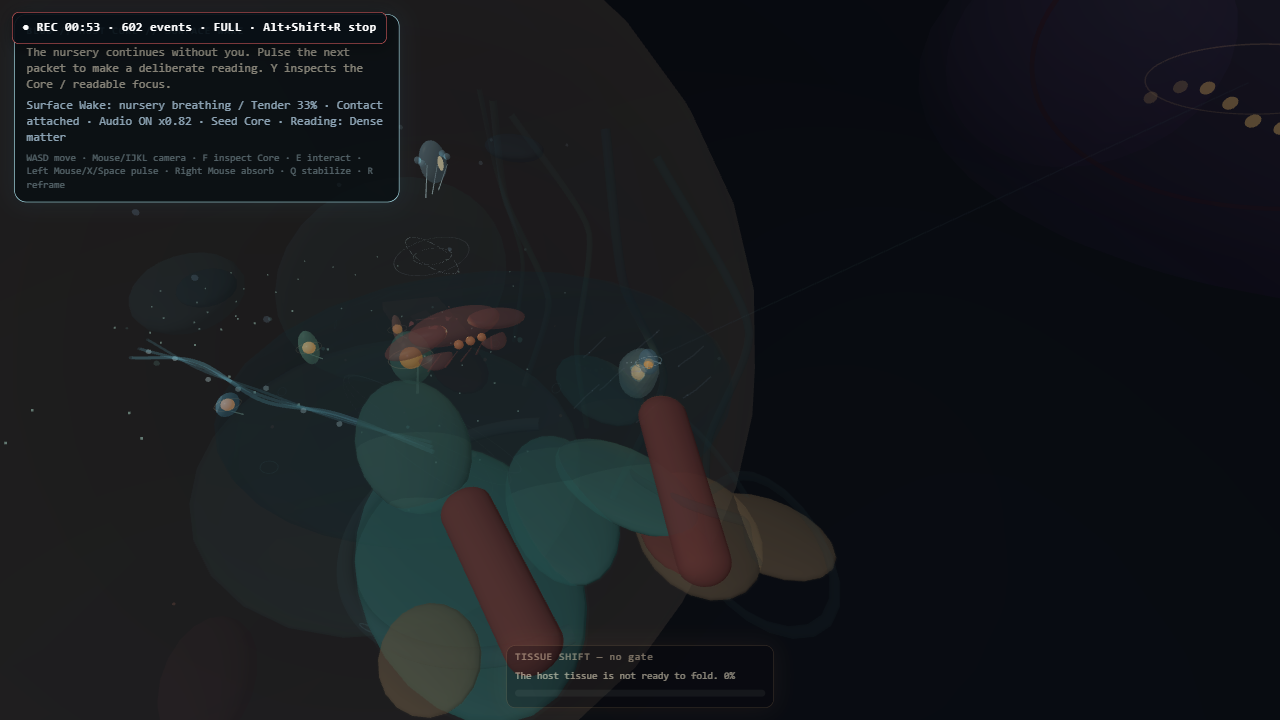 ● REC 00:53 · 602 events · FULL · Alt+Shift+R stop
The nursery continues without you. Pulse the next
packet to make a deliberate reading. Y inspects the
Core / readable focus.
Surface Wake: nursery breathing / Tender 33% · Contact
attached · Audio ON x0.82 · Seed Core · Reading: Dense
matter
WASD move · Mouse/IJKL camera · F inspect Core · E interact ·
Left Mouse/X/Space pulse · Right Mouse absorb · Q stabilize · R
reframe
TISSUE SHIFT — no gate
The host tissue is not ready to fold. 0%